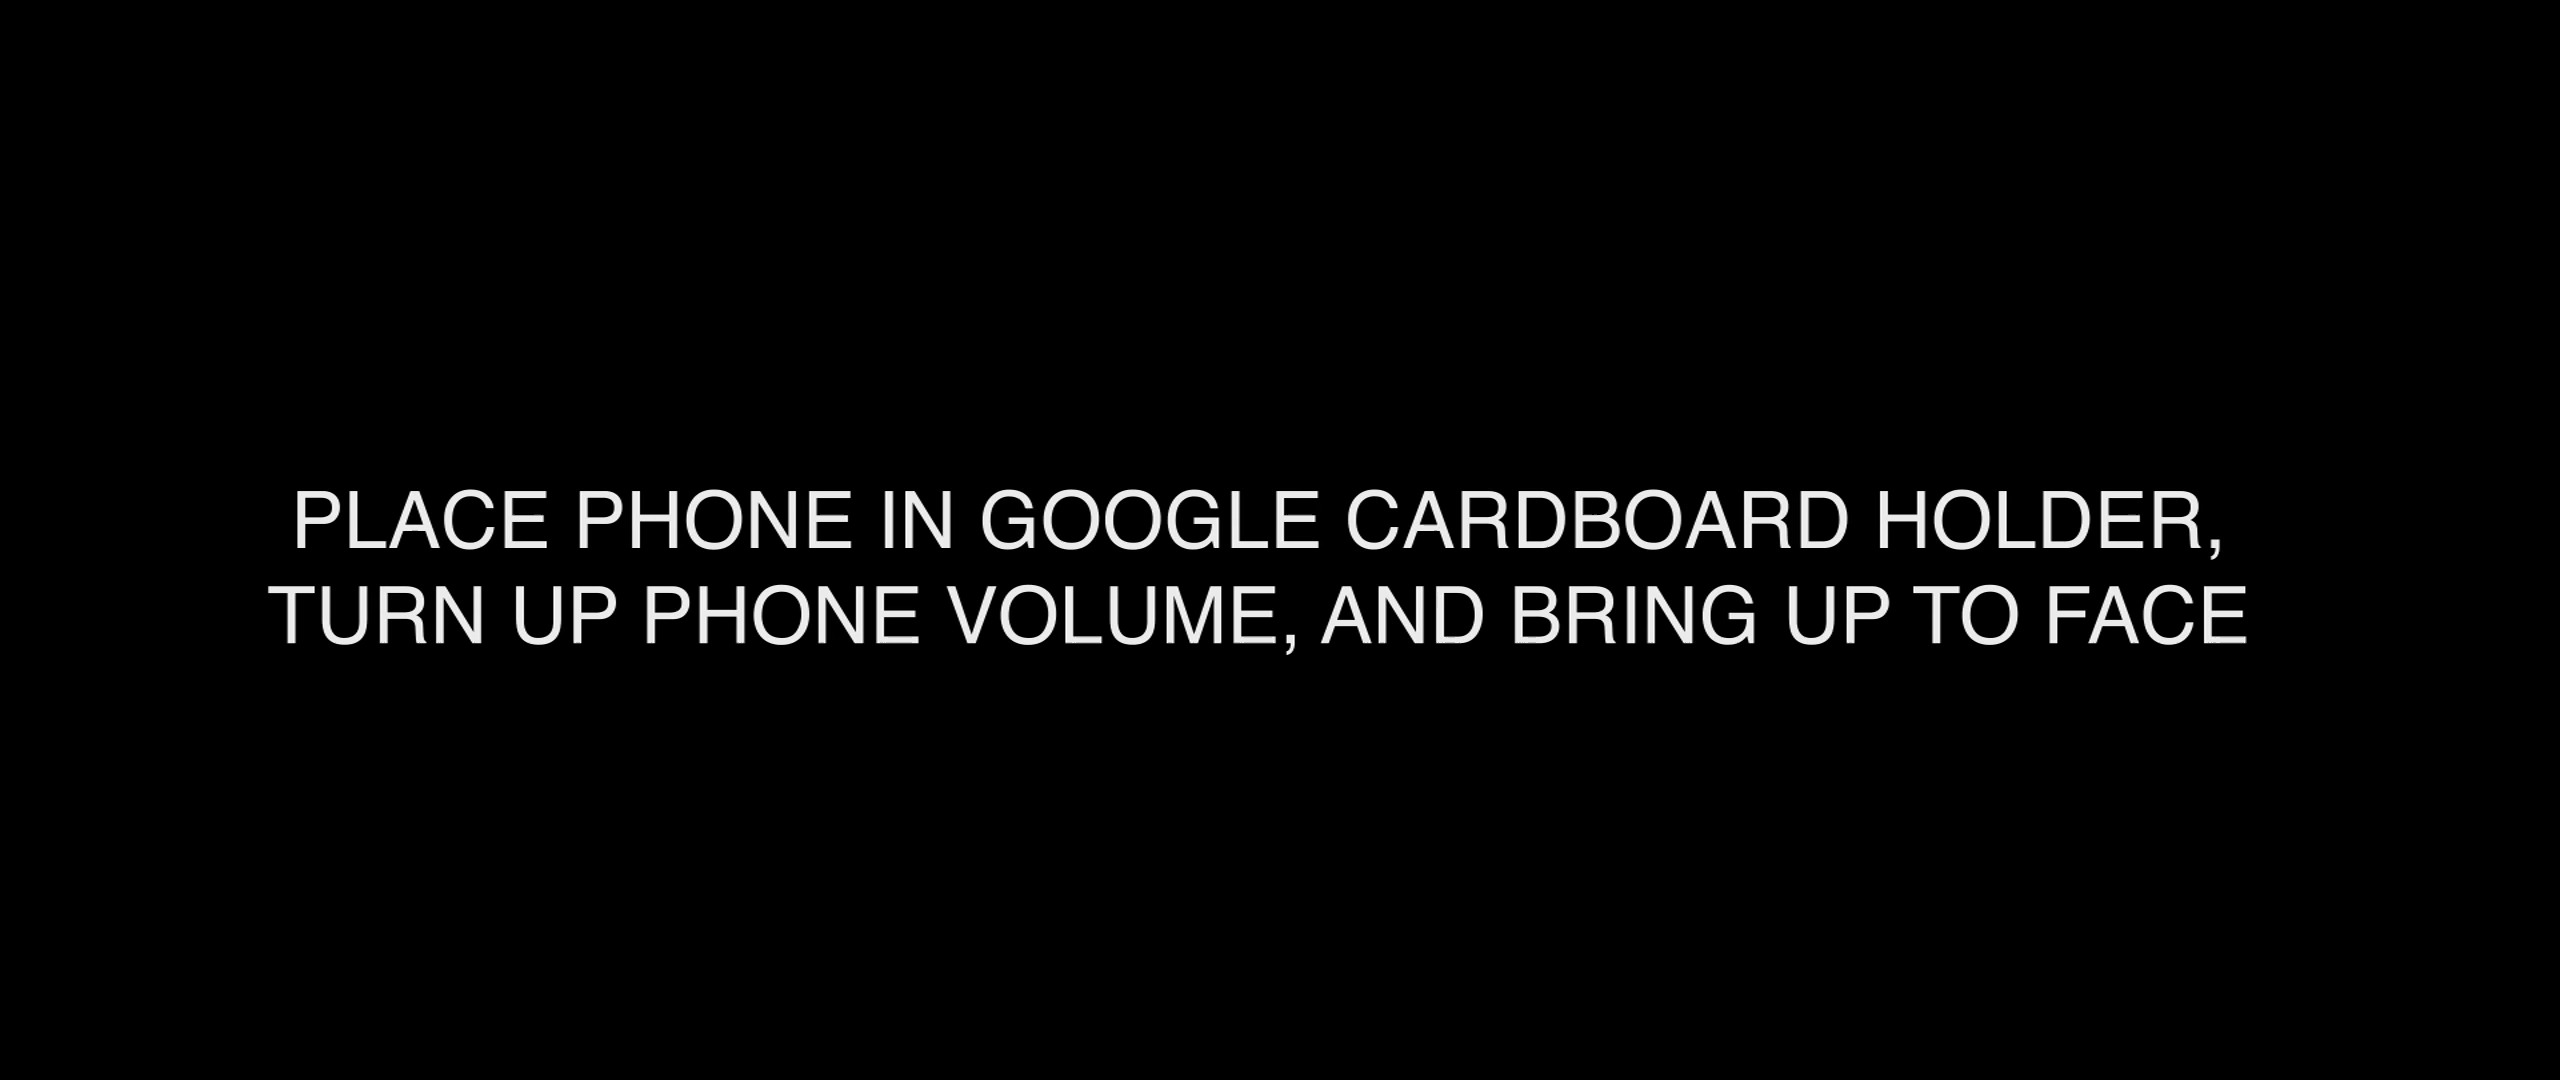 PLACE PHONE IN GOOGLE CARDBOARD HOLDER,
TURN UP PHONE VOLUME, AND BRING UP TO FACE